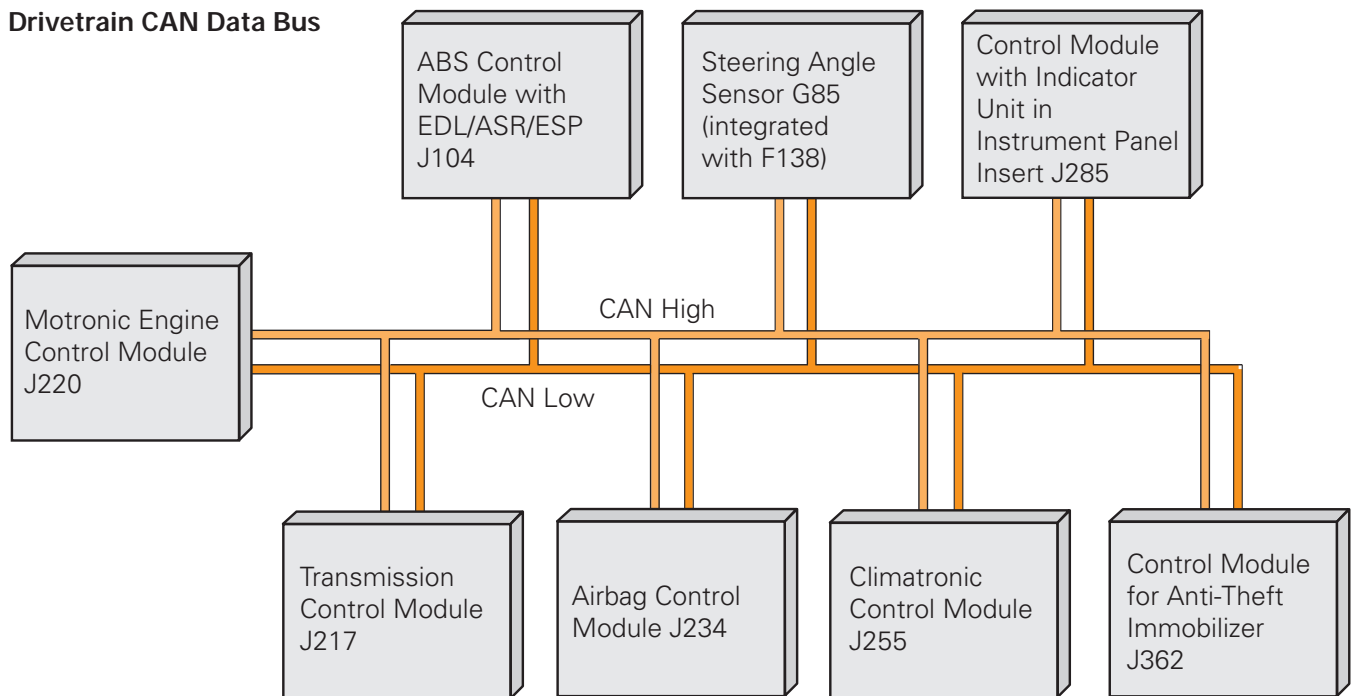 Drivetrain CAN Data Bus
ABS Control
Module with
EDL/ASR/ESP
J104
Steering Angle
Sensor G85
(integrated
with F138)
Control Module
with Indicator
Unit in
Instrument Panel
Insert J285
Motronic Engine
Control Module
J220
CAN High
CAN Low
Transmission
Control Module
J217
Airbag Control
Module J234
Climatronic
Control Module
J255
Control Module
for Anti-Theft
Immobilizer
J362